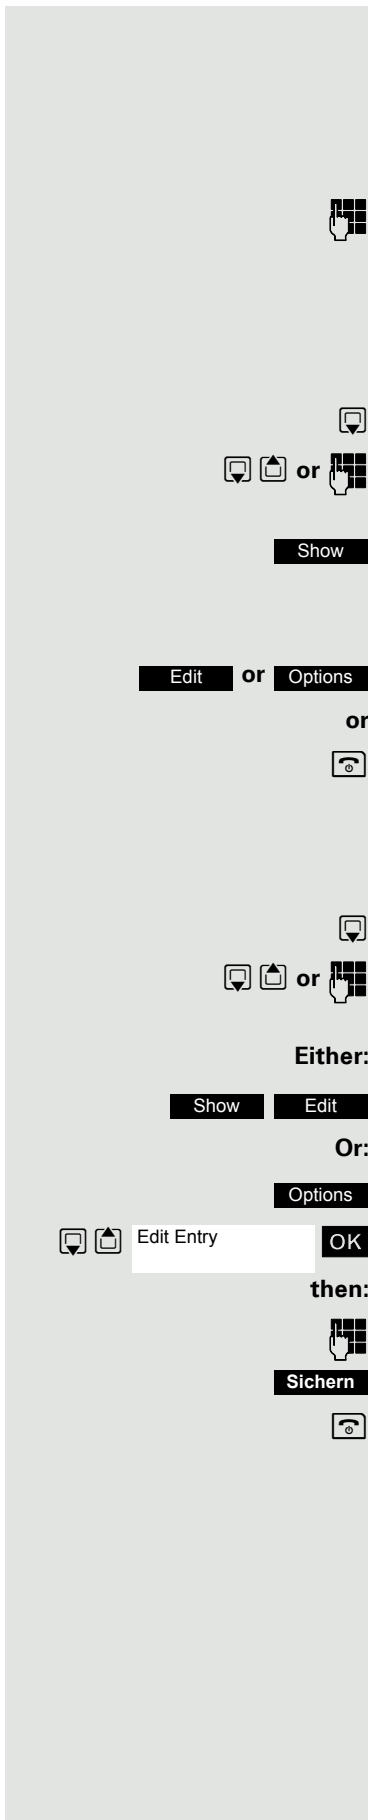 or
Show
Edit or Options
or
or
Either:
Show Edit
Or:
Options
Edit Entry OK
then:
Sichern